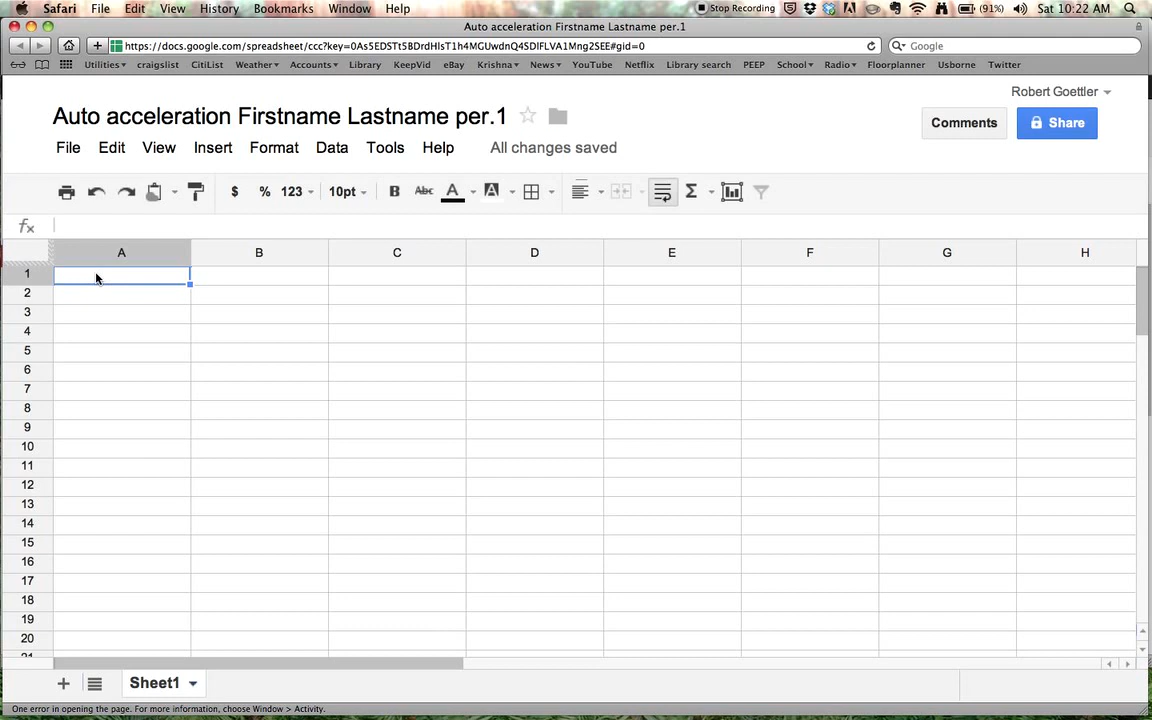 Safari File Edit View History Bookmarks Window Help Stop Recording (91%) Sat 10:22 AM
Auto acceleration Firstname Lastname per.1
https://docs.google.com/spreadsheet/ccc?key=0As5EDSTt5BDrdHlsT1h4MGUwdnQ4SDlFLVA1Mng2SEE#gid=0 Google
Utilities craigslist CitiList Weather Accounts Library KeepVid eBay Krishna News YouTube Netflix Library search PEEP School Radio Floorplanner Usborne Twitter
Robert Goettler
Auto acceleration Firstname Lastname per.1
Comments Share
File Edit View Insert Format Data Tools Help All changes saved
$ % 123 10pt B Abc A A Σ
fx
A B C D E F G H
1
2
3
4
5
6
7
8
9
10
11
12
13
14
15
16
17
18
19
20
21
+ Sheet1
One error in opening the page. For more information, choose Window > Activity.